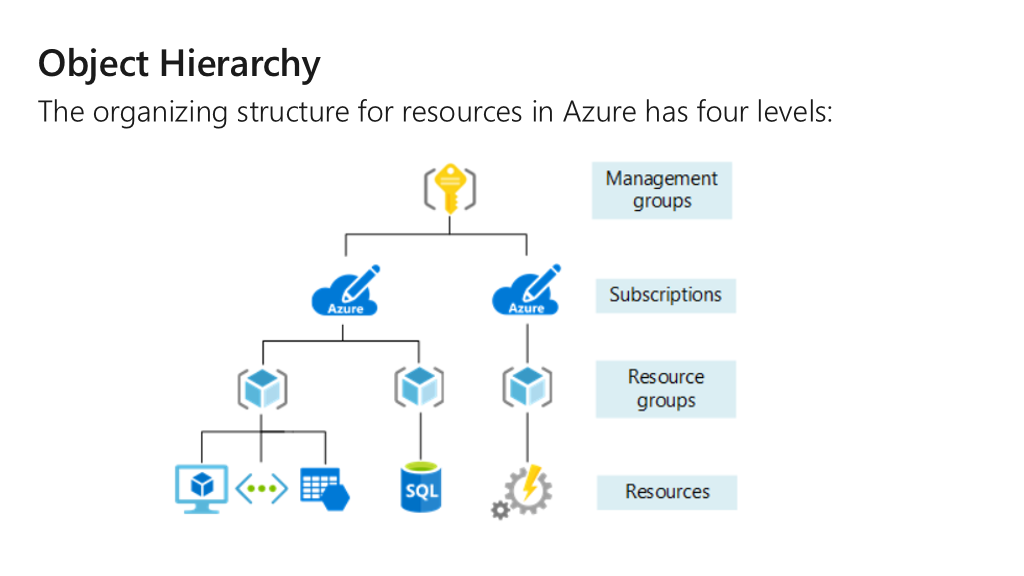 Object Hierarchy
The organizing structure for resources in Azure has four levels:
Management
groups
Azure
Azure
Subscriptions
Resource
groups
SQL
Resources